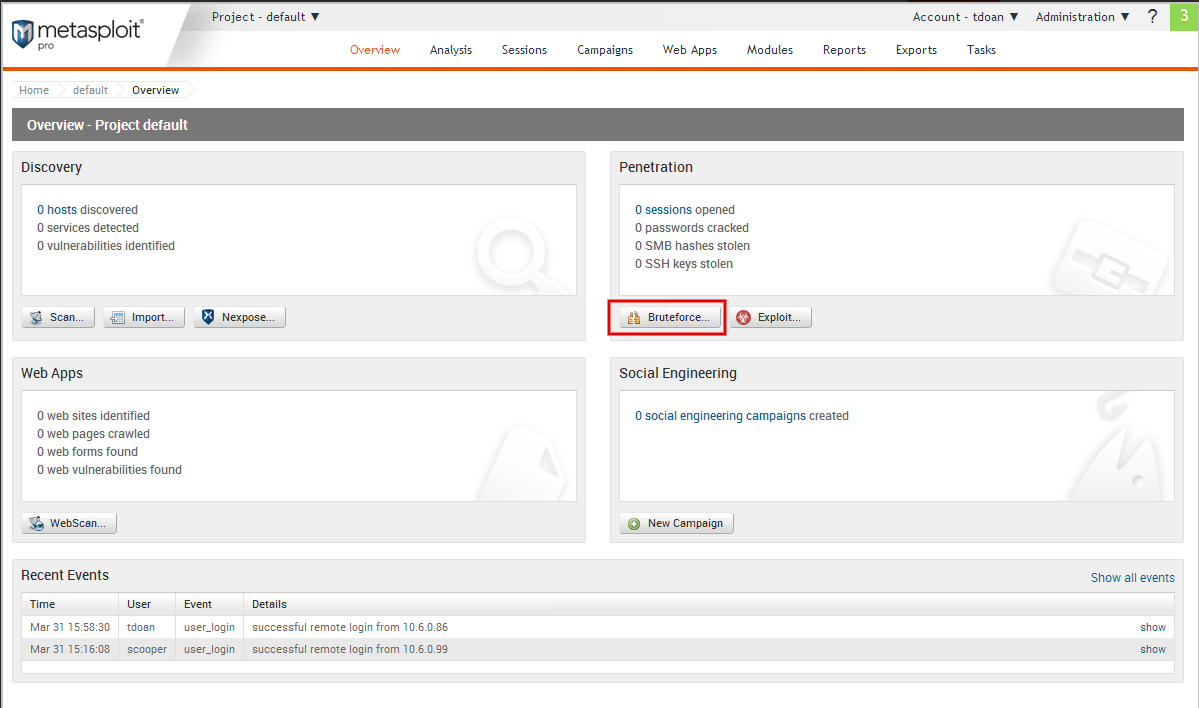 metasploit®
pro
Project - default ▼
Account - tdoan ▼ Administration ▼ ? 3
Overview Analysis Sessions Campaigns Web Apps Modules Reports Exports Tasks
Home default Overview
Overview - Project default
Discovery
0 hosts discovered
0 services detected
0 vulnerabilities identified
Scan... Import... Nexpose...
Penetration
0 sessions opened
0 passwords cracked
0 SMB hashes stolen
0 SSH keys stolen
Bruteforce... Exploit...
Web Apps
0 web sites identified
0 web pages crawled
0 web forms found
0 web vulnerabilities found
WebScan...
Social Engineering
0 social engineering campaigns created
New Campaign
Recent Events
Show all events
Time User Event Details
Mar 31 15:58:30 tdoan user_login successful remote login from 10.6.0.86 show
Mar 31 15:16:08 scooper user_login successful remote login from 10.6.0.99 show